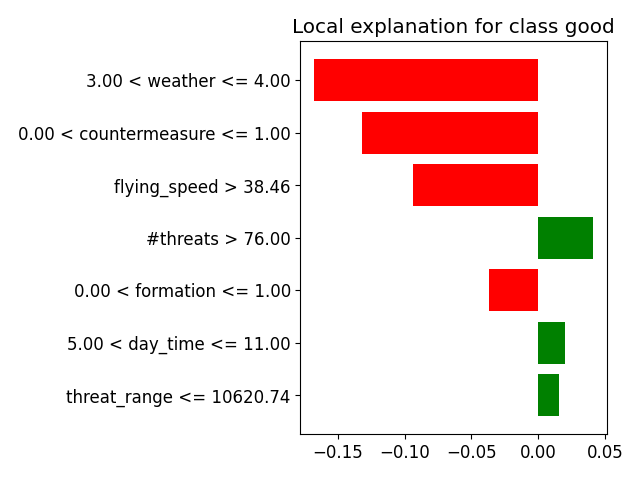 Local explanation for class good
3.00 < weather <= 4.00
0.00 < countermeasure <= 1.00
flying_speed > 38.46
#threats > 76.00
0.00 < formation <= 1.00
5.00 < day_time <= 11.00
threat_range <= 10620.74
−0.15 −0.10 −0.05 0.00 0.05